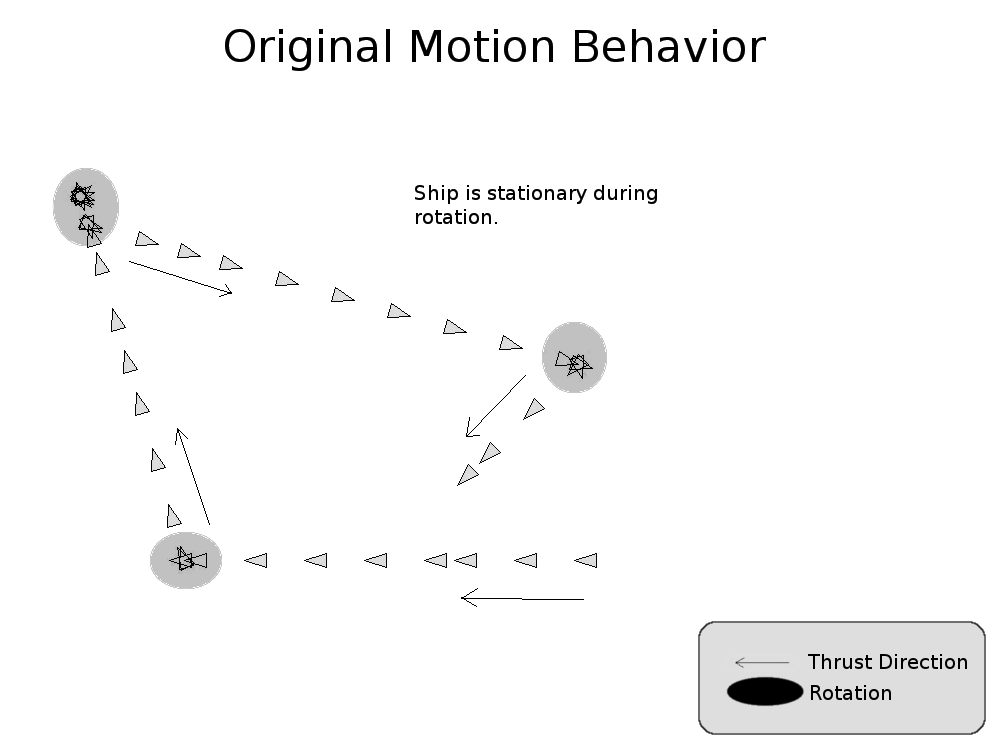 Original Motion Behavior
Ship is stationary during
rotation.
Thrust Direction
Rotation